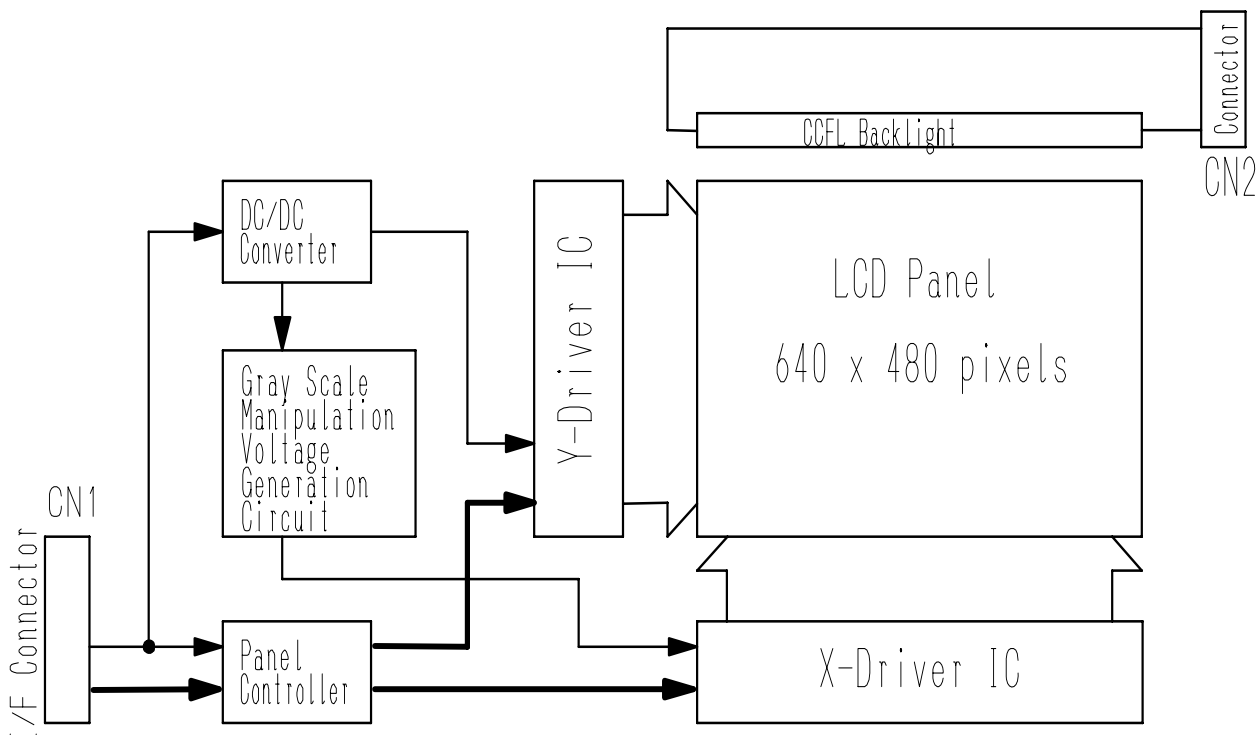 Connector
CCFL Backlight
CN2
DC/DC
Converter
Y-Driver IC
LCD Panel
640 x 480 pixels
Gray Scale
Manipulation
Voltage
Generation
Circuit
CN1
/F Connector
Panel
Controller
X-Driver IC